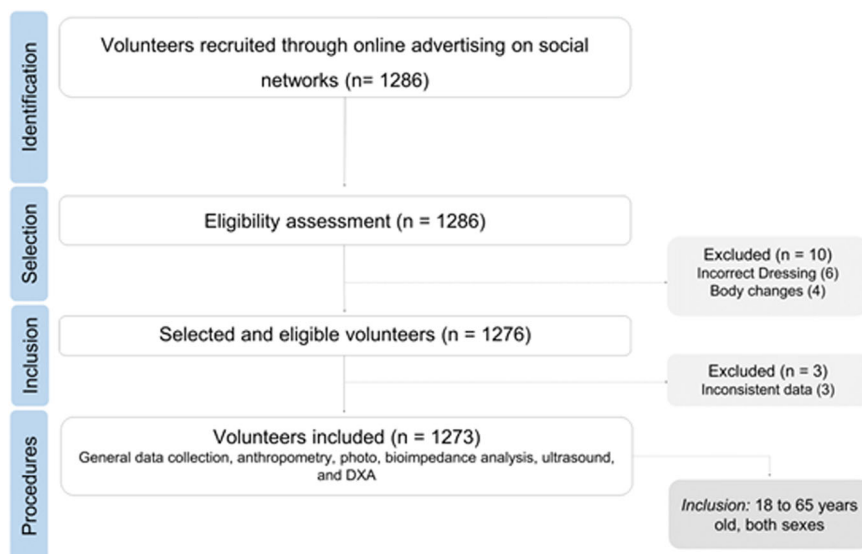 Identification
Volunteers recruited through online advertising on social
networks (n= 1286)
Selection
Eligibility assessment (n = 1286)
Excluded (n = 10)
Incorrect Dressing (6)
Body changes (4)
Inclusion
Selected and eligible volunteers (n = 1276)
Excluded (n = 3)
Inconsistent data (3)
Procedures
Volunteers included (n = 1273)
General data collection, anthropometry, photo, bioimpedance analysis, ultrasound,
and DXA
Inclusion: 18 to 65 years
old, both sexes